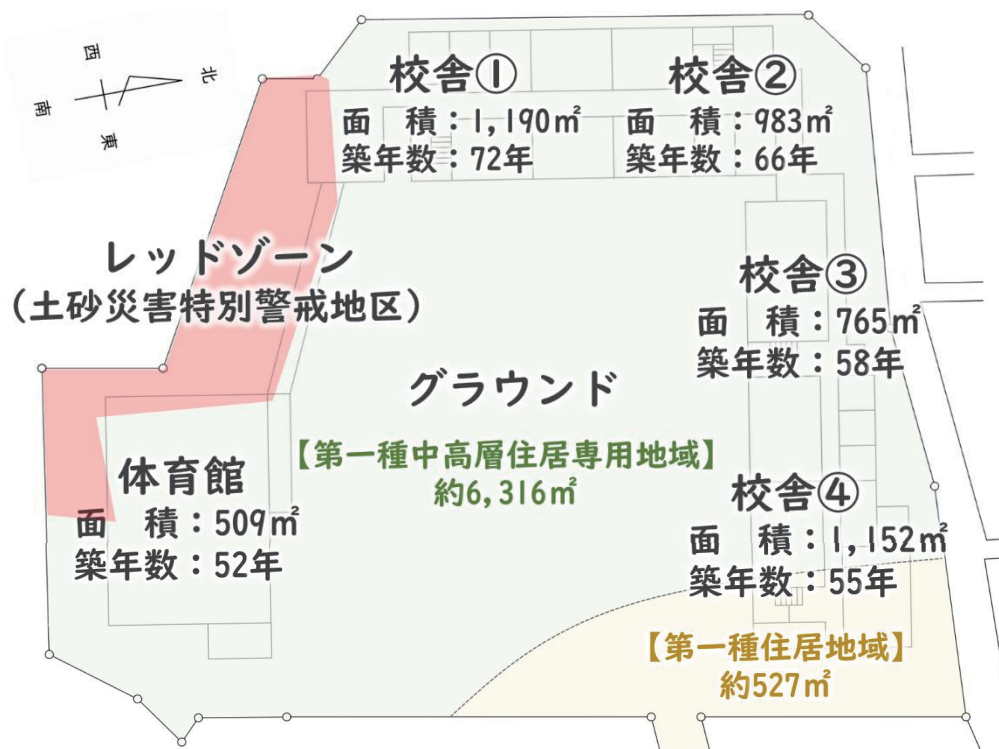 西
北
南
東
校舎①
面　積：1,190㎡
築年数：72年
校舎②
面　積：983㎡
築年数：66年
レッドゾーン
（土砂災害特別警戒地区）
校舎③
面　積：765㎡
築年数：58年
グラウンド
【第一種中高層住居専用地域】
約6,316㎡
体育館
面　積：509㎡
築年数：52年
校舎④
面　積：1,152㎡
築年数：55年
【第一種住居地域】
約527㎡